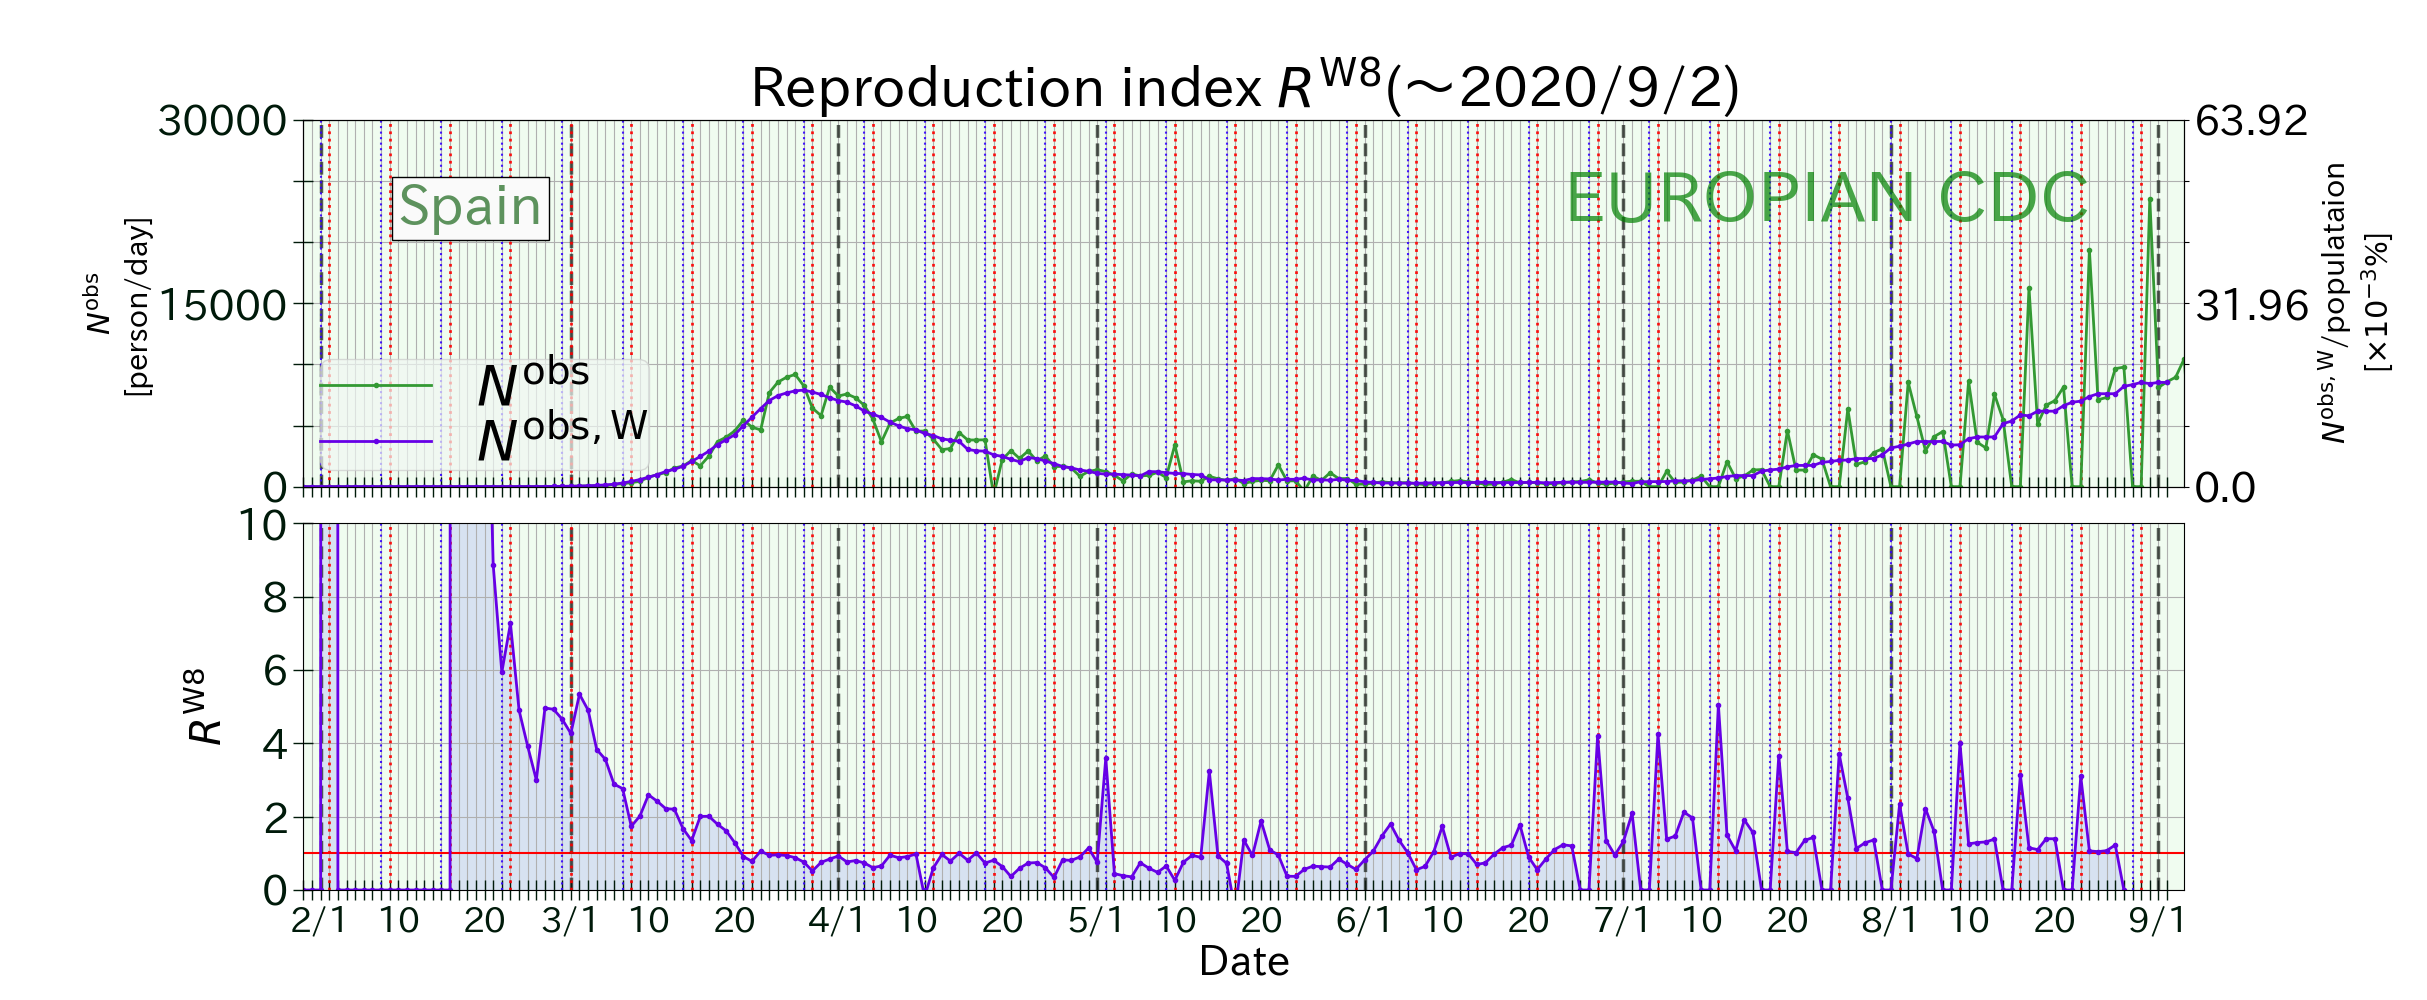 Reproduction index R^W8(～2020/9/2)
30000
15000
0
N^obs
[person/day]
Spain
EUROPIAN CDC
N^obs
N^obs, W
63.92
31.96
0.0
N^obs, W/populataion
[×10^−3%]
10
8
6
4
2
0
R^W8
2/1 10 20 3/1 10 20 4/1 10 20 5/1 10 20 6/1 10 20 7/1 10 20 8/1 10 20 9/1
Date